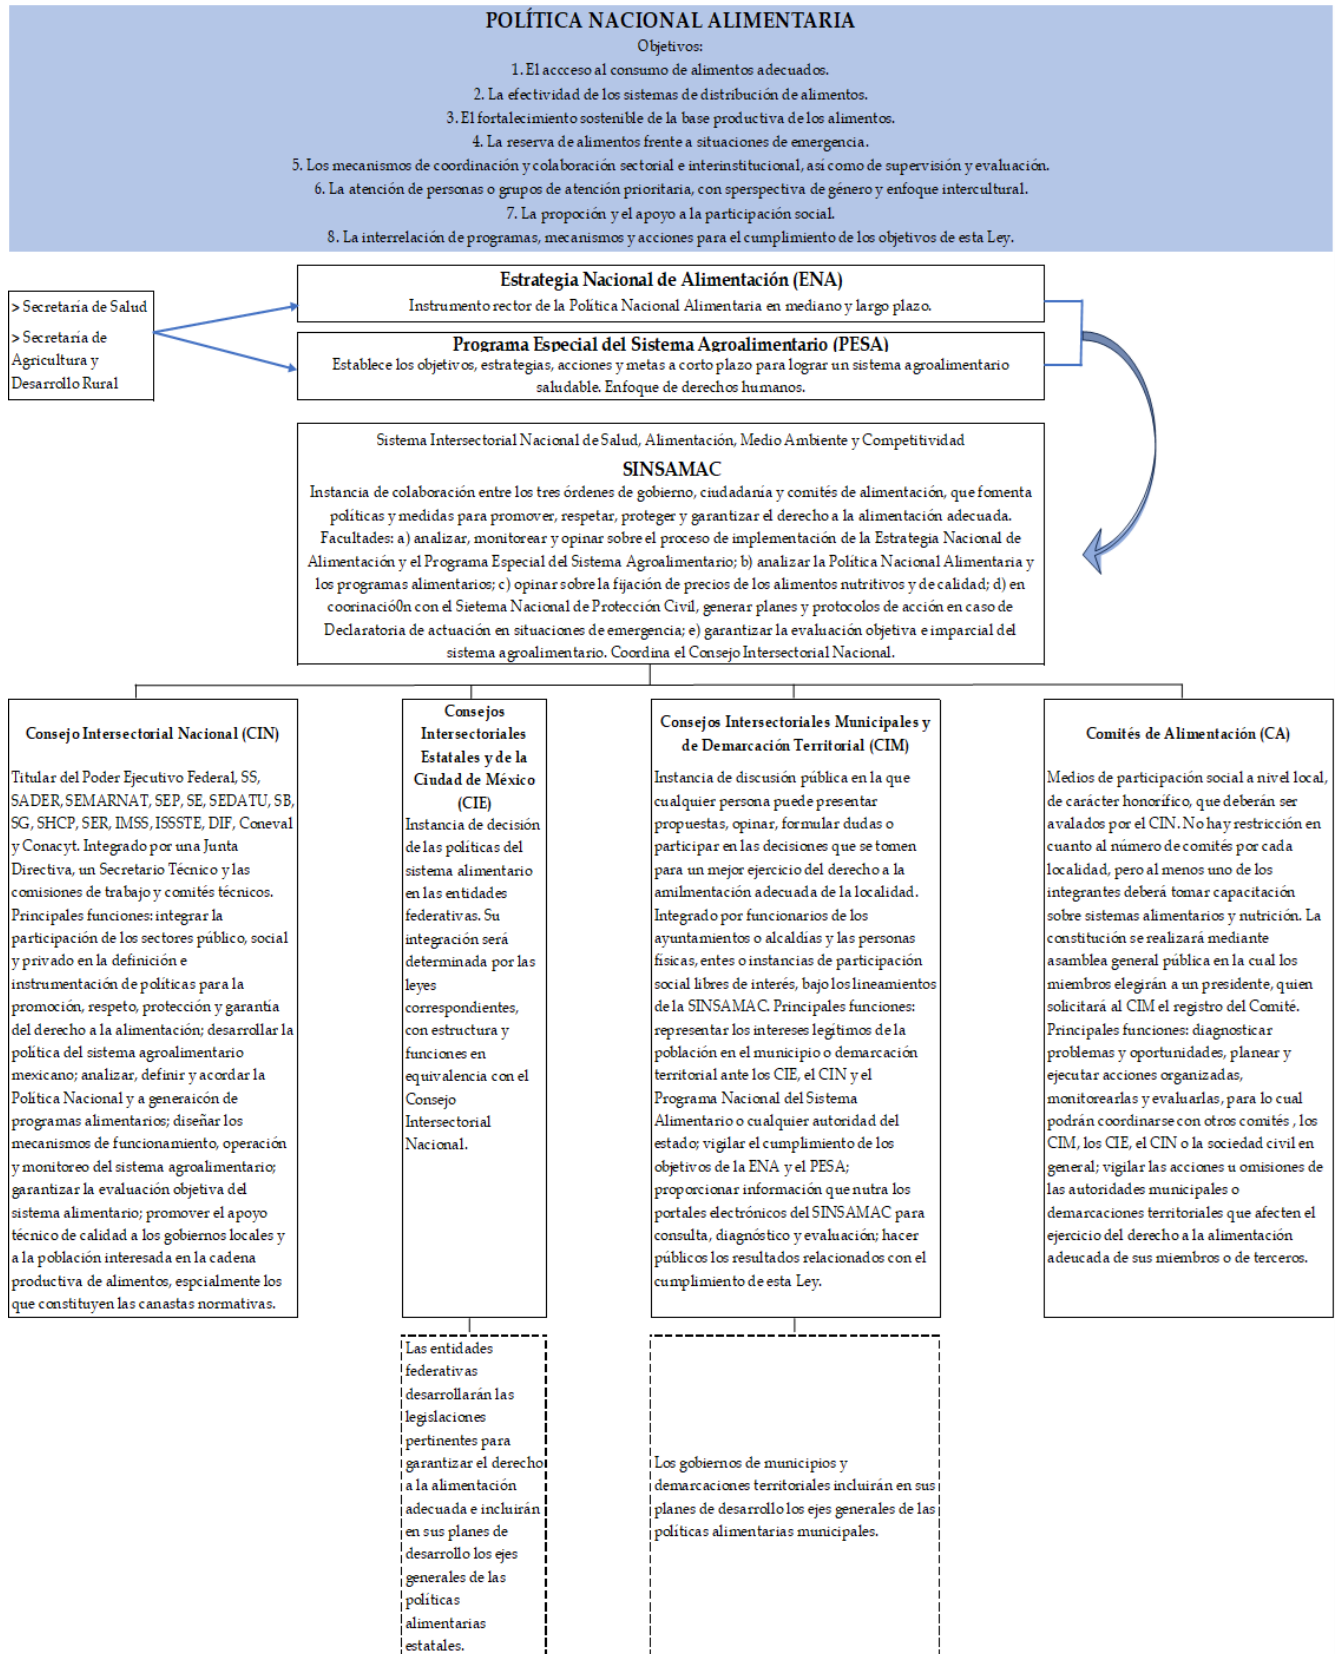 POLÍTICA NACIONAL ALIMENTARIA
Objetivos:
1. El accceso al consumo de alimentos adecuados.
2. La efectividad de los sistemas de distribución de alimentos.
3. El fortalecimiento sostenible de la base productiva de los alimentos.
4. La reserva de alimentos frente a situaciones de emergencia.
5. Los mecanismos de coordinación y colaboración sectorial e interinstitucional, así como de supervisión y evaluación.
6. La atención de personas o grupos de atención prioritaria, con sperspectiva de género y enfoque intercultural.
7. La propoción y el apoyo a la participación social.
8. La interrelación de programas, mecanismos y acciones para el cumplimiento de los objetivos de esta Ley.
> Secretaría de Salud
> Secretaría de
Agricultura y
Desarrollo Rural
Estrategia Nacional de Alimentación (ENA)
Instrumento rector de la Política Nacional Alimentaria en mediano y largo plazo.
Programa Especial del Sistema Agroalimentario (PESA)
Establece los objetivos, estrategias, acciones y metas a corto plazo para lograr un sistema agroalimentario
saludable. Enfoque de derechos humanos.
Sistema Intersectorial Nacional de Salud, Alimentación, Medio Ambiente y Competitividad
SINSAMAC
Instancia de colaboración entre los tres órdenes de gobierno, ciudadanía y comités de alimentación, que fomenta
políticas y medidas para promover, respetar, proteger y garantizar el derecho a la alimentación adecuada.
Facultades: a) analizar, monitorear y opinar sobre el proceso de implementación de la Estrategia Nacional de
Alimentación y el Programa Especial del Sistema Agroalimentario; b) analizar la Política Nacional Alimentaria y
los programas alimentarios; c) opinar sobre la fijación de precios de los alimentos nutritivos y de calidad; d) en
coorinació0n con el Sietema Nacional de Protección Civil, generar planes y protocolos de acción en caso de
Declaratoria de actuación en situaciones de emergencia; e) garantizar la evaluación objetiva e imparcial del
sistema agroalimentario. Coordina el Consejo Intersectorial Nacional.
Consejo Intersectorial Nacional (CIN)
Titular del Poder Ejecutivo Federal, SS,
SADER, SEMARNAT, SEP, SE, SEDATU, SB,
SG, SHCP, SER, IMSS, ISSSTE, DIF, Coneval
y Conacyt. Integrado por una Junta
Directiva, un Secretario Técnico y las
comisiones de trabajo y comités técnicos.
Principales funciones: integrar la
participación de los sectores público, social
y privado en la definición e
instrumentación de políticas para la
promoción, respeto, protección y garantía
del derecho a la alimentación; desarrollar la
política del sistema agroalimentario
mexicano; analizar, definir y acordar la
Política Nacional y a generaicón de
programas alimentarios; diseñar los
mecanismos de funcionamiento, operación
y monitoreo del sistema agroalimentario;
garantizar la evaluación objetiva del
sistema alimentario; promover el apoyo
técnico de calidad a los gobiernos locales y
a la población interesada en la cadena
productiva de alimentos, espcialmente los
que constituyen las canastas normativas.
Consejos
Intersectoriales
Estatales y de la
Ciudad de México
(CIE)
Instancia de decisión
de las políticas del
sistema alimentario
en las entidades
federativas. Su
integración será
determinada por las
leyes
correspondientes,
con estructura y
funciones en
equivalencia con el
Consejo
Intersectorial
Nacional.
Consejos Intersectoriales Municipales y
de Demarcación Territorial (CIM)
Instancia de discusión pública en la que
cualquier persona puede presentar
propuestas, opinar, formular dudas o
participar en las decisiones que se tomen
para un mejor ejercicio del derecho a la
amilmentación adecuada de la localidad.
Integrado por funcionarios de los
ayuntamientos o alcaldías y las personas
físicas, entes o instancias de participación
social libres de interés, bajo los lineamientos
de la SINSAMAC. Principales funciones:
representar los intereses legítimos de la
población en el municipio o demarcación
territorial ante los CIE, el CIN y el
Programa Nacional del Sistema
Alimentario o cualquier autoridad del
estado; vigilar el cumplimiento de los
objetivos de la ENA y el PESA;
proporcionar información que nutra los
portales electrónicos del SINSAMAC para
consulta, diagnóstico y evaluación; hacer
públicos los resultados relacionados con el
cumplimiento de esta Ley.
Comités de Alimentación (CA)
Medios de participación social a nivel local,
de carácter honorífico, que deberán ser
avalados por el CIN. No hay restricción en
cuanto al número de comités por cada
localidad, pero al menos uno de los
integrantes deberá tomar capacitación
sobre sistemas alimentarios y nutrición. La
constitución se realizará mediante
asamblea general pública en la cual los
miembros elegirán a un presidente, quien
solicitará al CIM el registro del Comité.
Principales funciones: diagnosticar
problemas y oportunidades, planear y
ejecutar acciones organizadas,
monitorearlas y evaluarlas, para lo cual
podrán coordinarse con otros comités , los
CIM, los CIE, el CIN o la sociedad civil en
general; vigilar las acciones u omisiones de
las autoridades municipales o
demarcaciones territoriales que afecten el
ejercicio del derecho a la alimentación
adeucada de sus miembros o de terceros.
Las entidades
federativas
desarrollarán las
legislaciones
pertinentes para
garantizar el derecho
a la alimentación
adecuada e incluirán
en sus planes de
desarrollo los ejes
generales de las
políticas
alimentarias
estatales.
Los gobiernos de municipios y
demarcaciones territoriales incluirán en sus
planes de desarrollo los ejes generales de las
políticas alimentarias municipales.